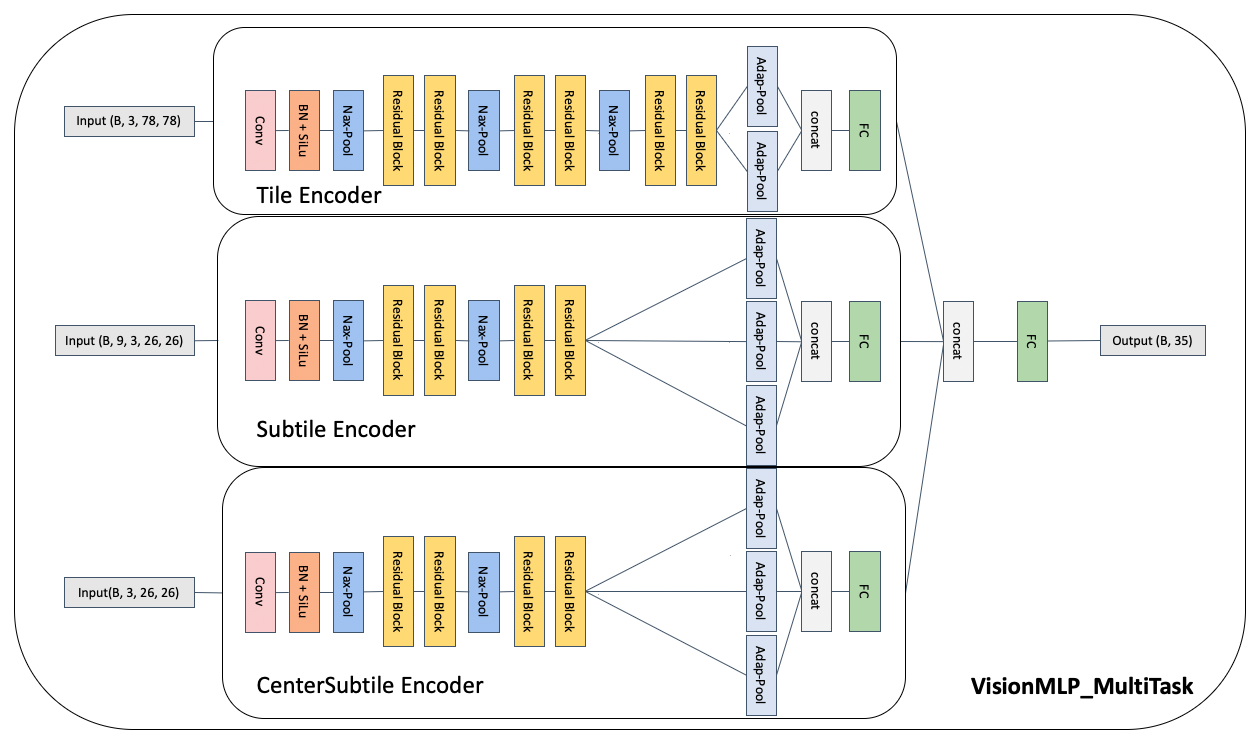 Input (B, 3, 78, 78)
Conv
BN + SiLu
Nax-Pool
Residual Block
Residual Block
Nax-Pool
Residual Block
Residual Block
Nax-Pool
Residual Block
Residual Block
Adap-Pool
Adap-Pool
concat
FC
Tile Encoder
Input (B, 9, 3, 26, 26)
Conv
BN + SiLu
Nax-Pool
Residual Block
Residual Block
Nax-Pool
Residual Block
Residual Block
Adap-Pool
Adap-Pool
Adap-Pool
concat
FC
Subtile Encoder
Input(B, 3, 26, 26)
Conv
BN + SiLu
Nax-Pool
Residual Block
Residual Block
Nax-Pool
Residual Block
Residual Block
Adap-Pool
Adap-Pool
Adap-Pool
concat
FC
CenterSubtile Encoder
concat
FC
Output (B, 35)
VisionMLP_MultiTask